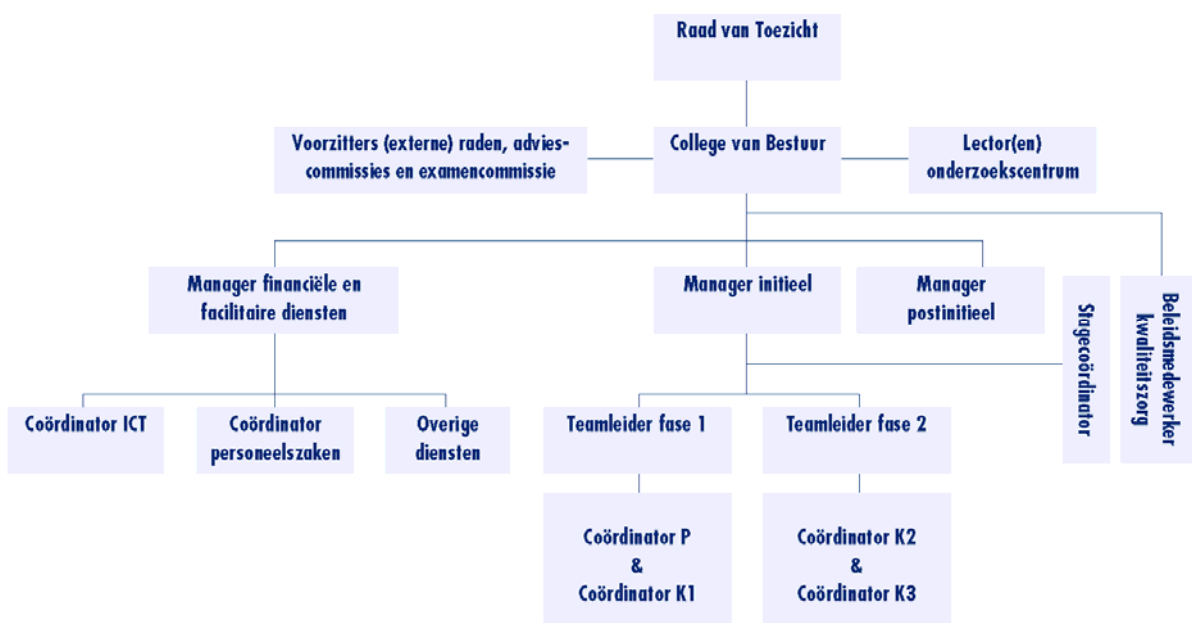 Raad van Toezicht
Voorzitters (externe) raden, advies-
commissies en examencommissie
College van Bestuur
Lector(en)
onderzoekscentrum
Manager financiële en
facilitaire diensten
Manager initieel
Manager
postinitieel
Stagecoördinator
Beleidsmedewerker
kwaliteitszorg
Coördinator ICT
Coördinator
personeelszaken
Overige
diensten
Teamleider fase 1
Teamleider fase 2
Coördinator P
&
Coördinator K1
Coördinator K2
&
Coördinator K3